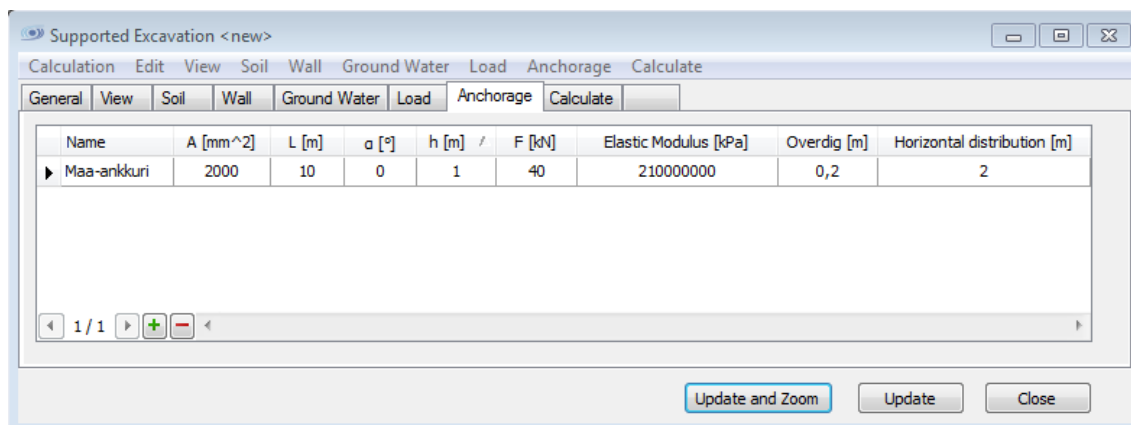 Supported Excavation <new>
Calculation Edit View Soil Wall Ground Water Load Anchorage Calculate
General View Soil Wall Ground Water Load Anchorage Calculate
Name A [mm^2] L [m] α [°] h [m] F [kN] Elastic Modulus [kPa] Overdig [m] Horizontal distribution [m]
Maa-ankkuri 2000 10 0 1 40 210000000 0,2 2
1 / 1
Update and Zoom Update Close